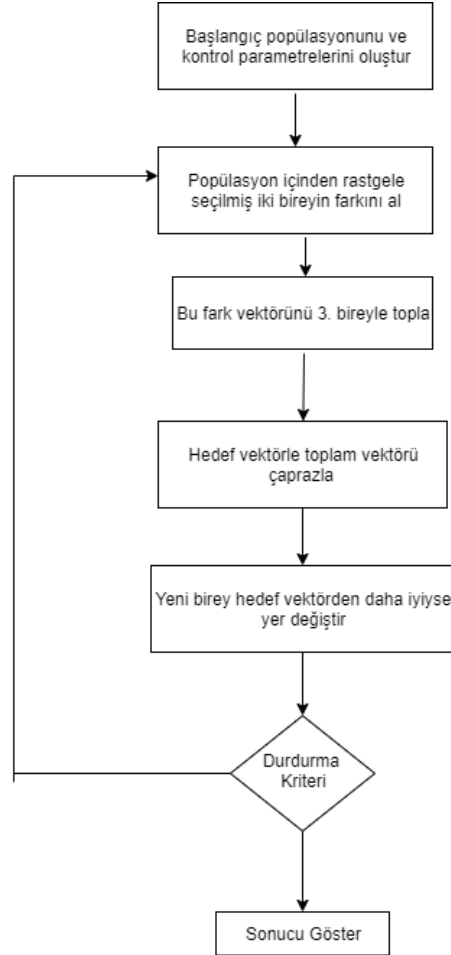 Başlangıç popülasyonunu ve
kontrol parametrelerini oluştur
Popülasyon içinden rastgele
seçilmiş iki bireyin farkını al
Bu fark vektörünü 3. bireyle topla
Hedef vektörle toplam vektörü
çaprazla
Yeni birey hedef vektörden daha iyiyse
yer değiştir
Durdurma
Kriteri
Sonucu Göster